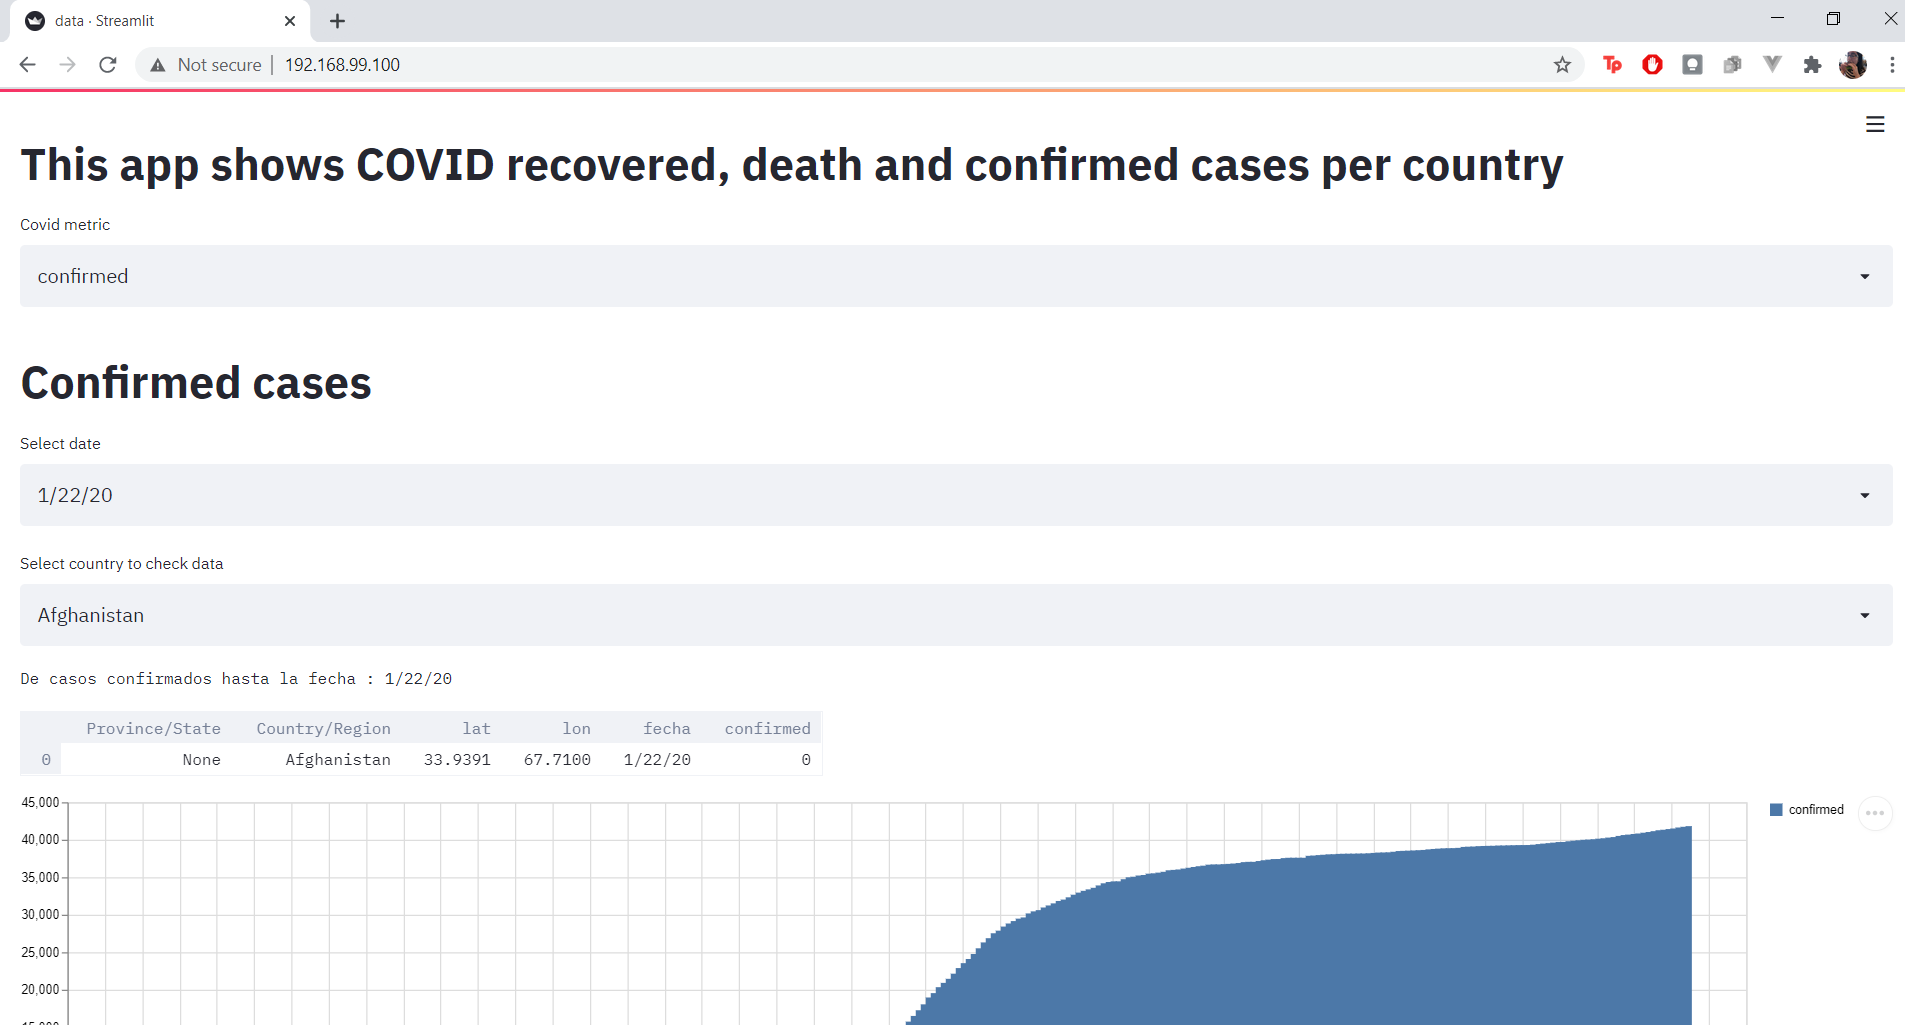 data · Streamlit
Not secure | 192.168.99.100
Tp
This app shows COVID recovered, death and confirmed cases per country
Covid metric
confirmed
Confirmed cases
Select date
1/22/20
Select country to check data
Afghanistan
De casos confirmados hasta la fecha : 1/22/20
Province/State Country/Region lat lon fecha confirmed
0 None Afghanistan 33.9391 67.7100 1/22/20 0
45,000
confirmed
40,000
35,000
30,000
25,000
20,000
15,000